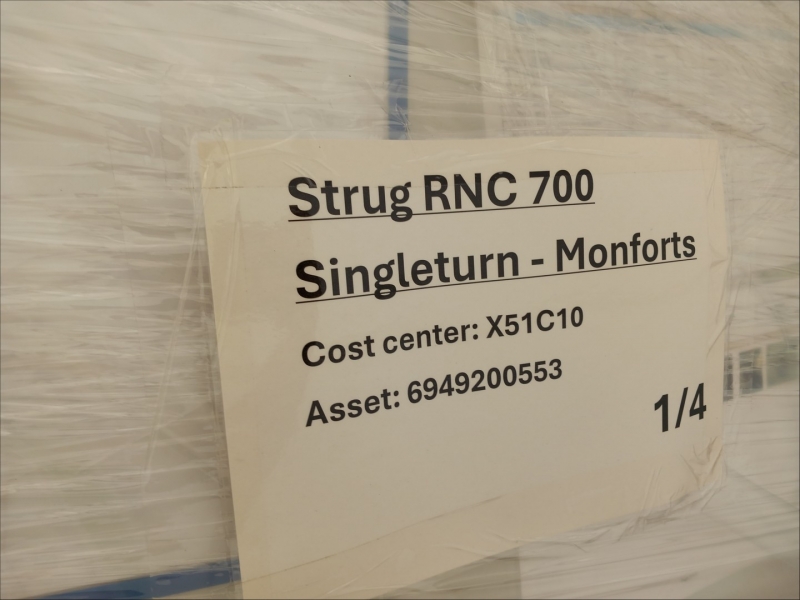 Strug RNC 700
Singleturn - Monforts
Cost center: X51C10
Asset: 6949200553
1/4